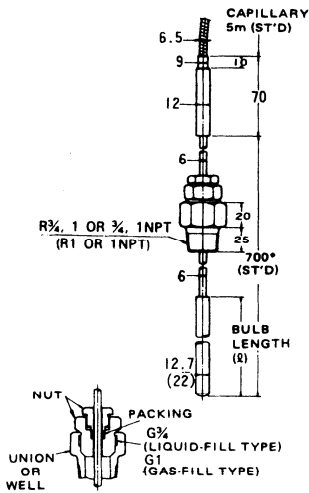 CAPILLARY
5m (ST'D)
6.5
9
10
12
70
6
20
R¾, 1 OR ¾, 1NPT
(R1 OR 1NPT)
25
700*
(ST'D)
6
BULB
LENGTH
(ℓ)
12.7
(22)
NUT
PACKING
G¾
(LIQUID-FILL TYPE)
UNION
OR
WELL
G1
(GAS-FILL TYPE)